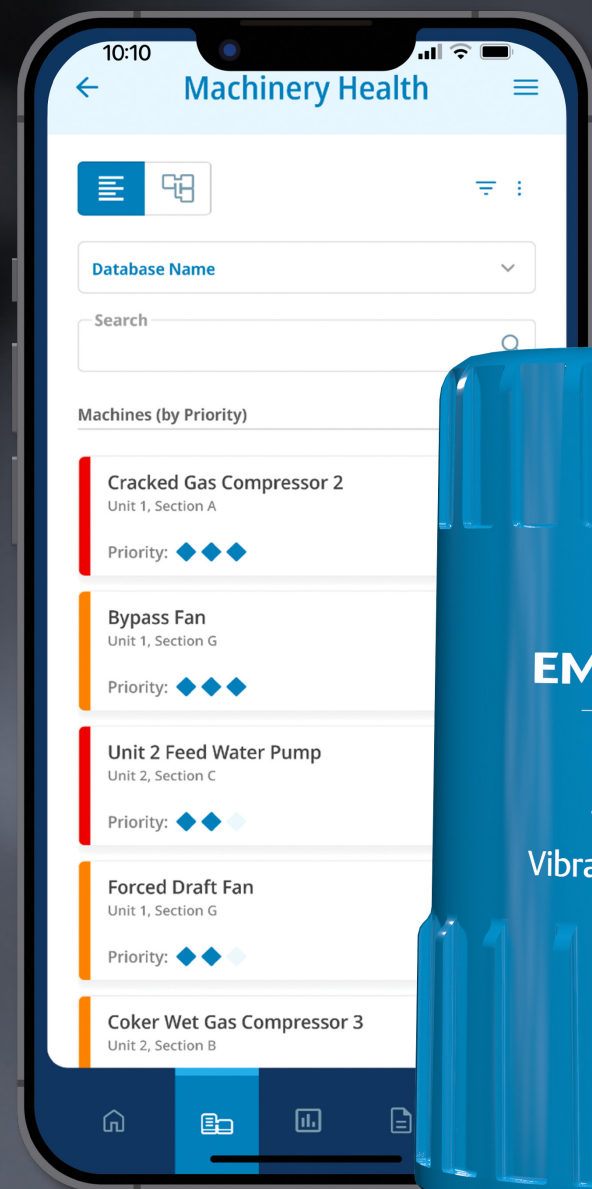 10:10
Machinery Health
Database Name
Search
Machines (by Priority)
Cracked Gas Compressor 2
Unit 1, Section A
Priority:
Bypass Fan
Unit 1, Section G
Priority:
Unit 2 Feed Water Pump
Unit 2, Section C
Priority:
Forced Draft Fan
Unit 1, Section G
Priority:
Coker Wet Gas Compressor 3
Unit 2, Section B